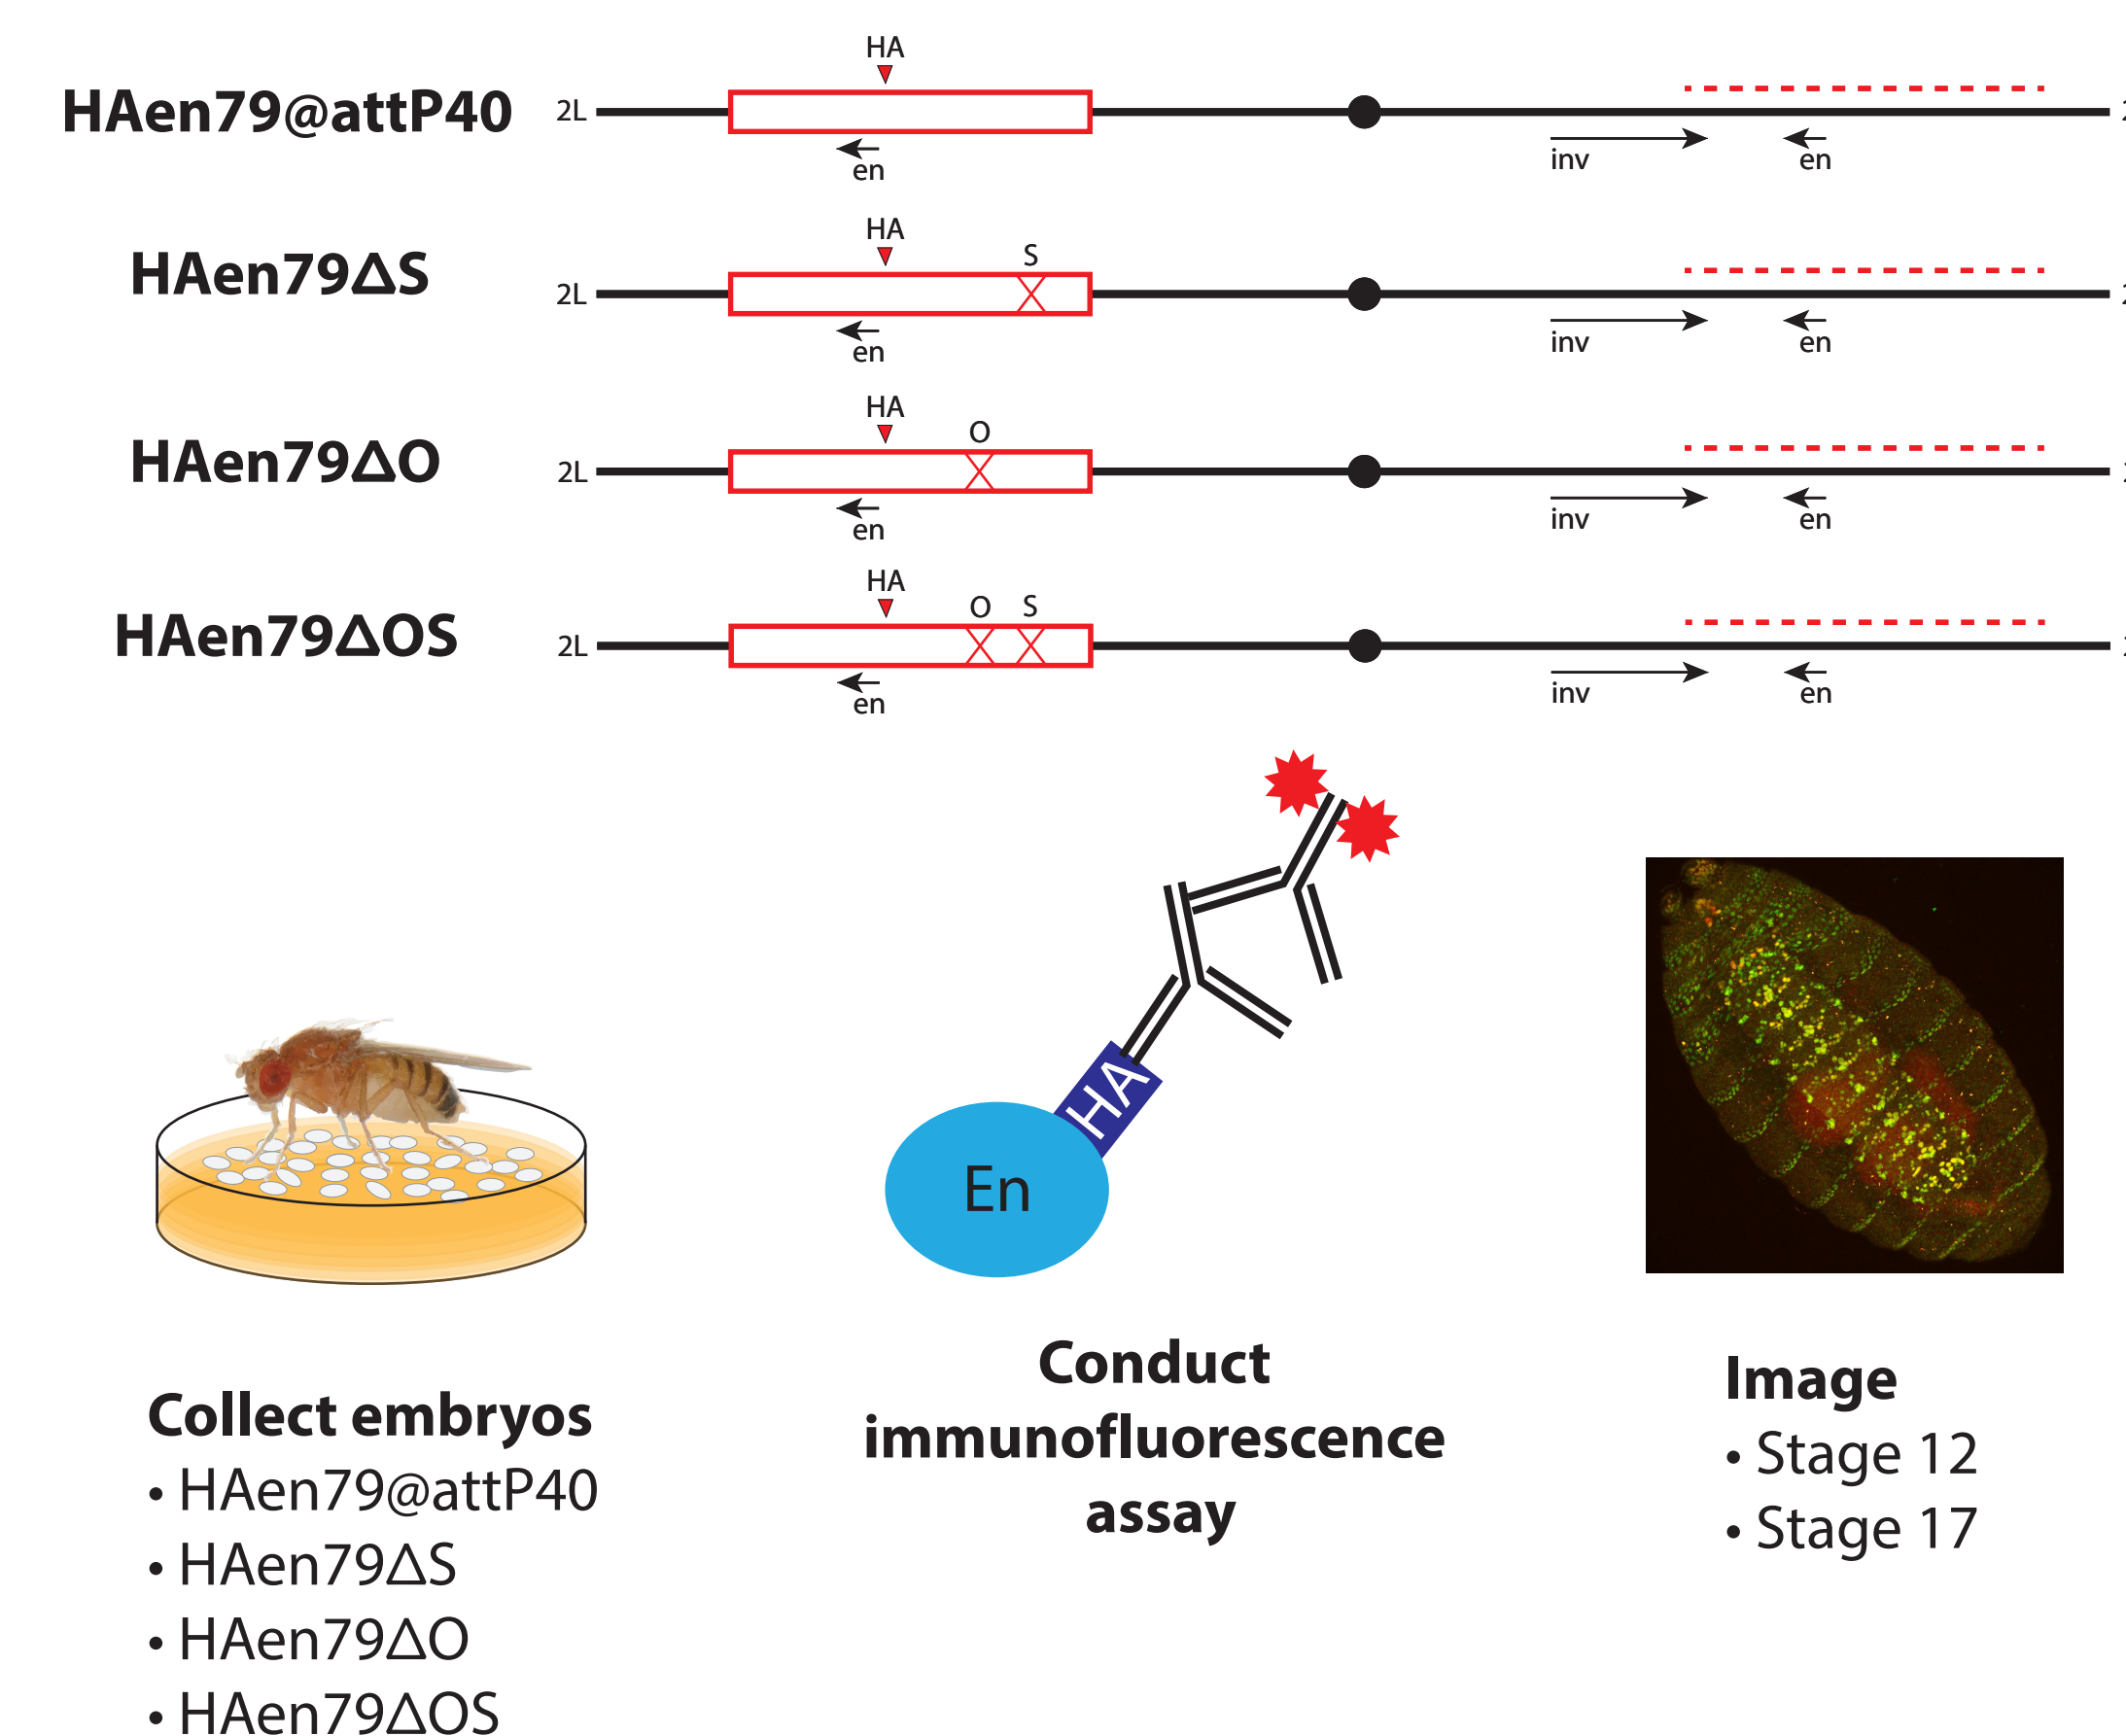 HA
HAen79@attP40
2L
en
inv
en
HA
S
HAen79ΔS
2L
en
inv
en
HA
O
HAen79ΔO
2L
en
inv
en
HA
O S
HAen79ΔOS
2L
en
inv
en
HA
En
Collect embryos
• HAen79@attP40
• HAen79ΔS
• HAen79ΔO
• HAen79ΔOS
Conduct
immunofluorescence
assay
Image
• Stage 12
• Stage 17